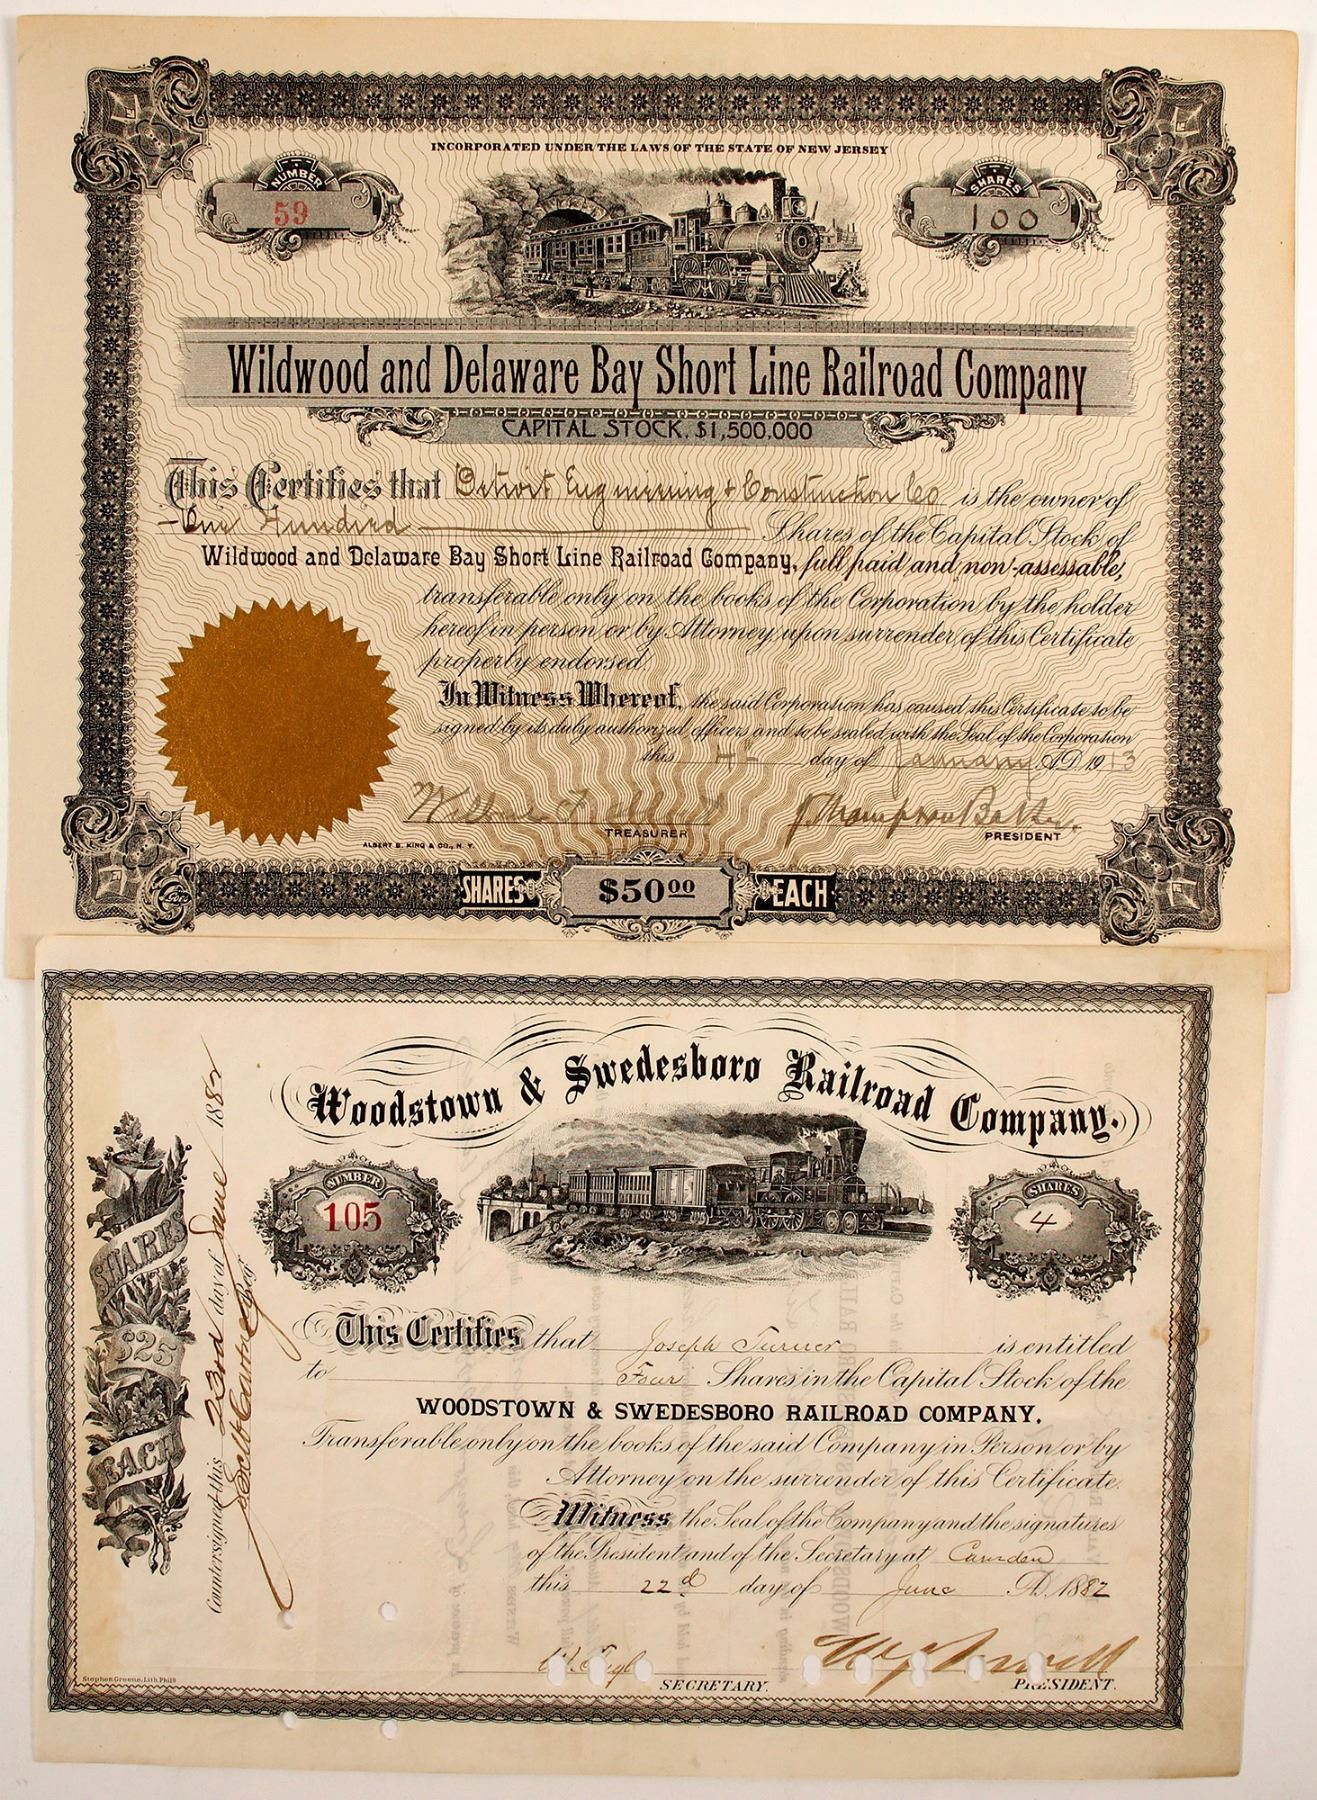 INCORPORATED UNDER THE LAWS OF THE STATE OF NEW JERSEY
NUMBER
59
SHARES
100
Wildwood and Delaware Bay Short Line Railroad Company
CAPITAL STOCK, $1,500,000
This Certifies that Detroit Engineering & Construction Co is the owner of
One Hundred Shares of the Capital Stock of
Wildwood and Delaware Bay Short Line Railroad Company, full paid and non-assessable,
transferable only on the books of the Corporation by the holder
hereof in person or by Attorney upon surrender of this Certificate
properly endorsed.
In Witness Whereof, the said Corporation has caused this Certificate to be
signed by its duly authorized officers and to be sealed with the Seal of the Corporation
this 4th day of January A.D. 1913
J Thompson Baker
TREASURER
PRESIDENT
ALBERT B. KING & CO., N. Y.
SHARES $50.00 EACH
Woodstown & Swedesboro Railroad Company.
NUMBER
105
SHARES
4
SHARES
$25
EACH
Countersigned this 23rd day of June 1882
This Certifies that Joseph Turner is entitled
to Four Shares in the Capital Stock of the
WOODSTOWN & SWEDESBORO RAILROAD COMPANY.
Transferable only on the books of the said Company in Person or by
Attorney on the surrender of this Certificate.
Witness the Seal of the Company and the signatures
of the President and of the Secretary at Camden
this 22d day of June A.D. 1882
SECRETARY.
PRESIDENT.
Stephen Greene, Lith. Phila